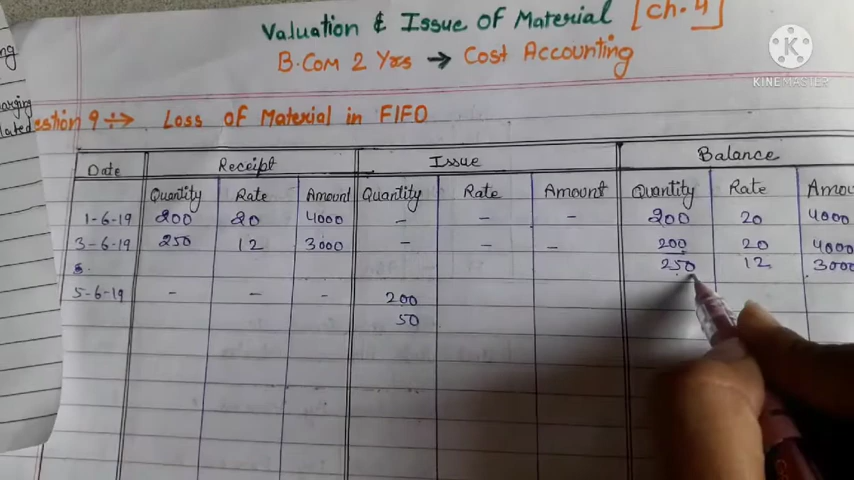 Valuation & Issue of Material [Ch. 4]
KINEMASTER
B.Com 2 Yrs → Cost Accounting
9 ÷→ Loss of Material in FIFO
Date Receipt Issue Balance
Quantity Rate Amount Quantity Rate Amount Quantity Rate Amou
1-6-19 200 20 4000 - - - 200 20 4000
3-6-19 250 12 3000 - - - 200 20 4000
250 12 3000
5-6-19 - - - 200
50